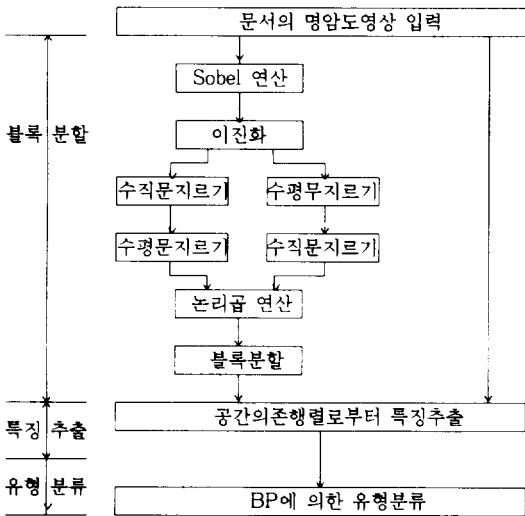 문서의 명암도영상 입력
Sobel 연산
블록 분할
이진화
수직문지르기 수평무지르기
수평문지르기 수직문지르기
논리곱 연산
블록분할
공간의존행렬로부터 특징추출
특징 추출
유형 분류
BP에 의한 유형분류